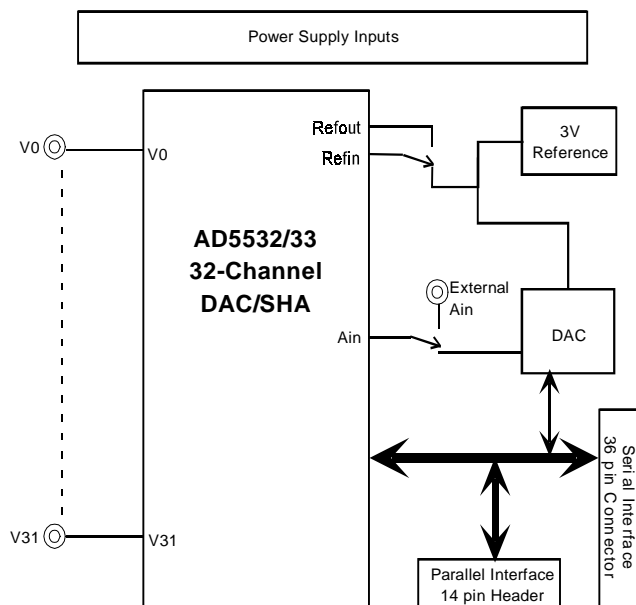 Power Supply Inputs
Refout
Refin
3V
Reference
V0
V0
AD5532/33
32-Channel
DAC/SHA
External
Ain
Ain
DAC
V31
V31
Serial Interface
36 pin Connector
Parallel Interface
14 pin Header